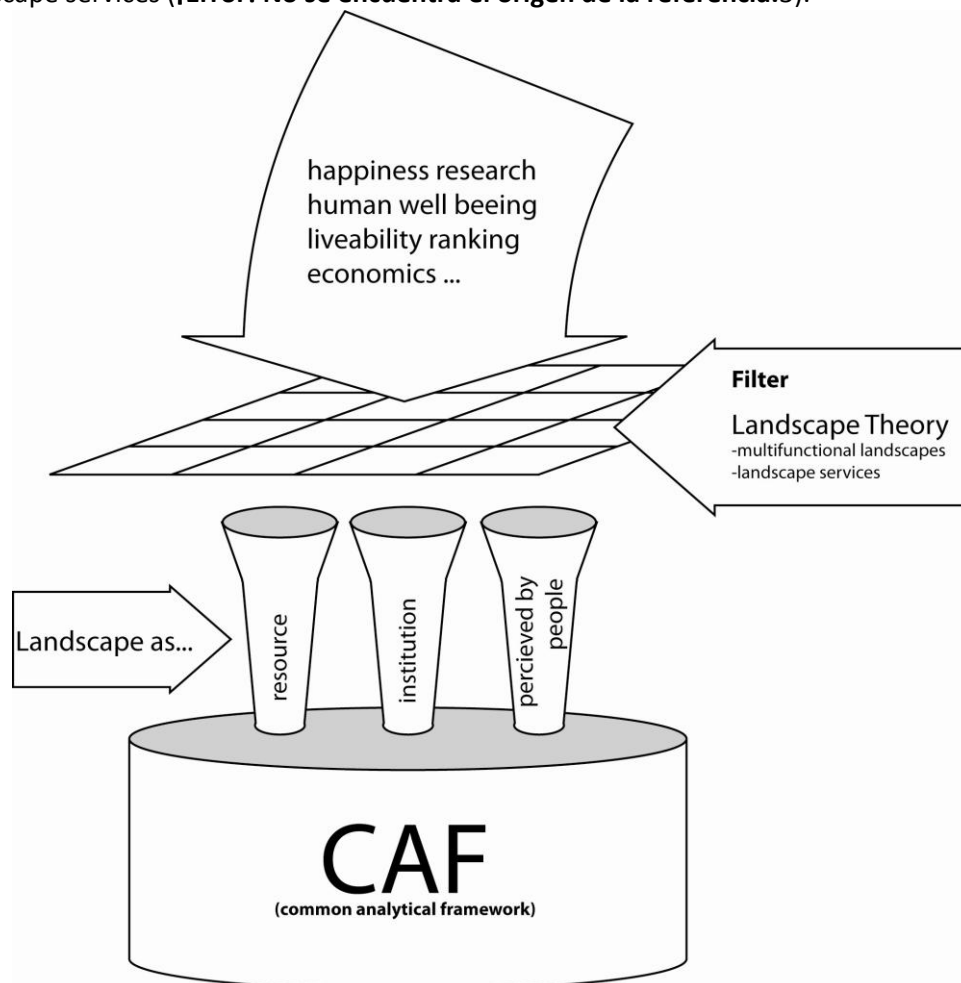 scape services (¡Error! No se encuentra el origen de la referencia.3).
happiness research
human well beeing
liveability ranking
economics ...
Filter
Landscape Theory
-multifunctional landscapes
-landscape services
Landscape as...
resource
institution
percieved by
people
CAF
(common analytical framework)